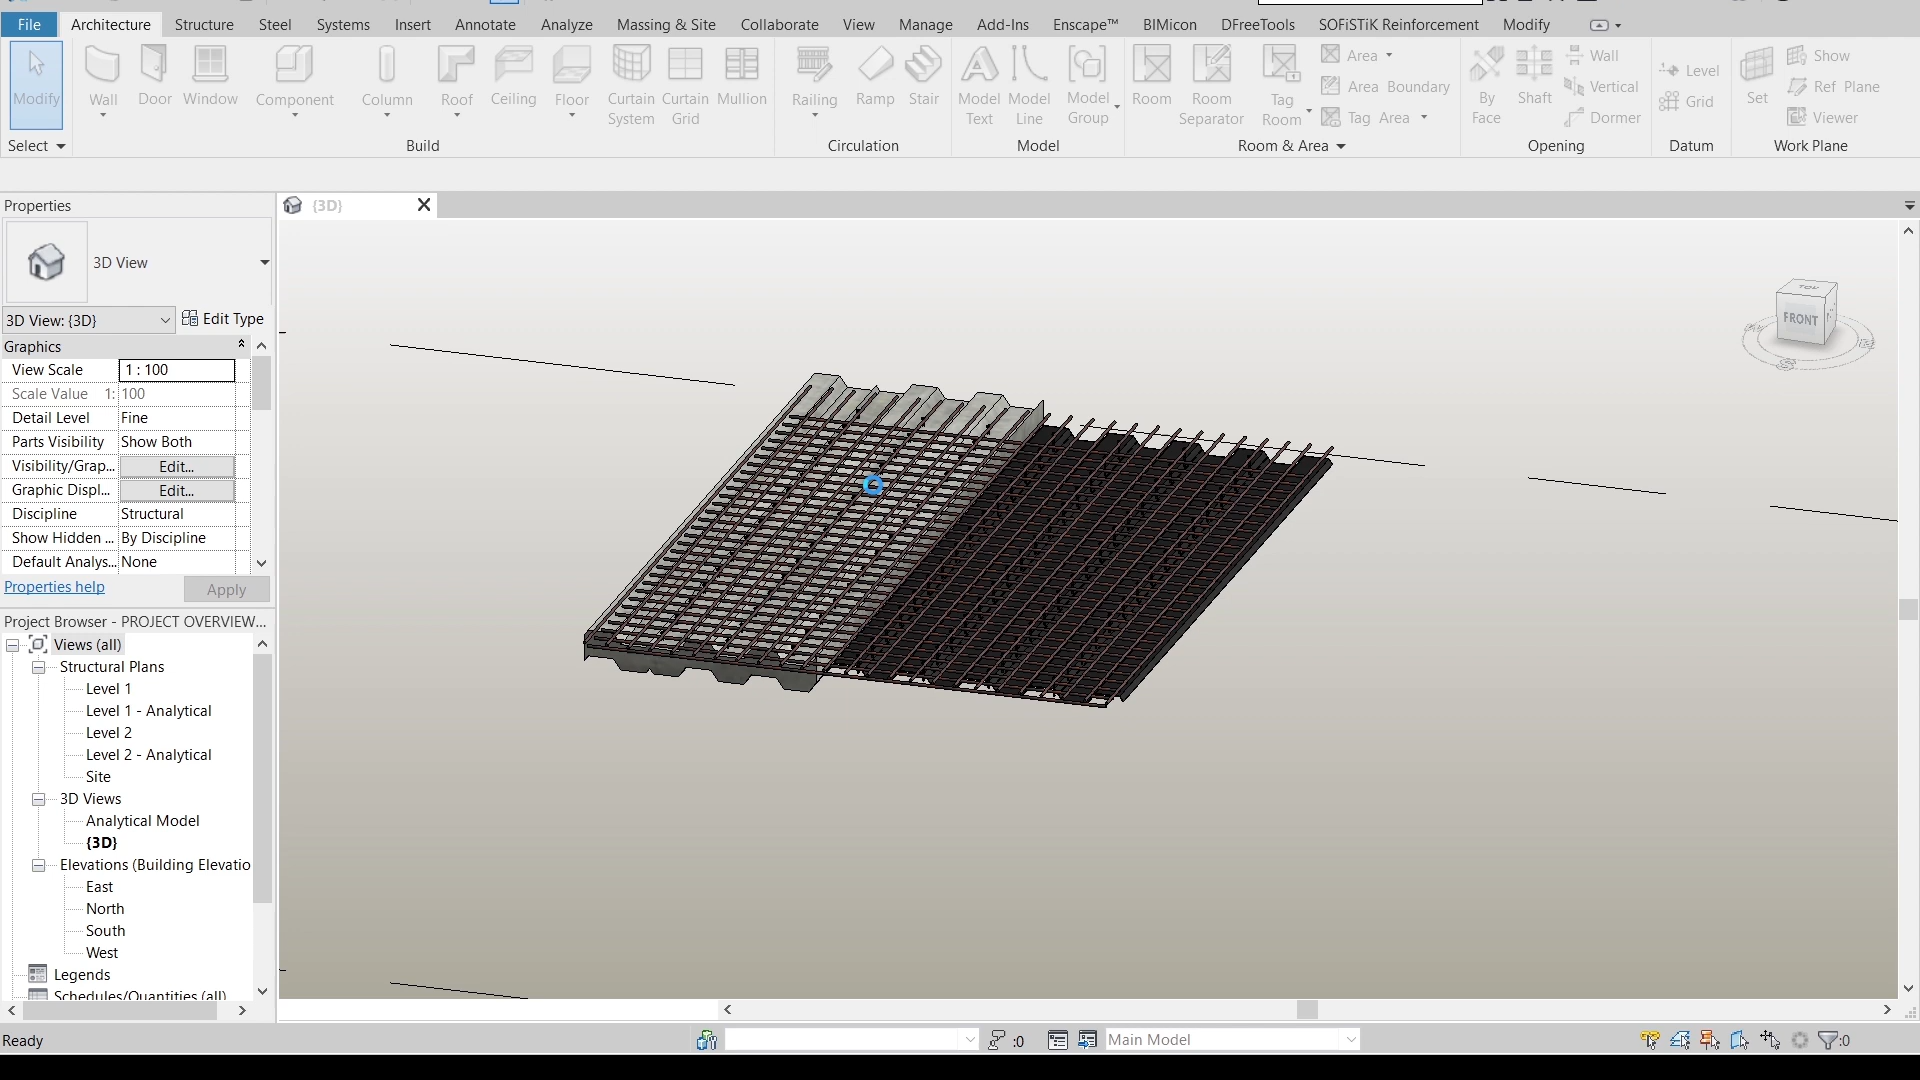 File Architecture Structure Steel Systems Insert Annotate Analyze Massing & Site Collaborate View Manage Add-Ins Enscape™ BIMicon DFreeTools SOFiSTiK Reinforcement Modify
Modify
Wall
Door
Window
Component
Column
Roof
Ceiling
Floor
Curtain System
Curtain Grid
Mullion
Railing
Ramp
Stair
Model Text
Model Line
Model Group
Room
Room Separator
Tag Room
Area
Area Boundary
Tag Area
By Face
Shaft
Wall
Vertical
Dormer
Level
Grid
Set
Show
Ref Plane
Viewer
Select
Build
Circulation
Model
Room & Area
Opening
Datum
Work Plane
Properties
{3D}
3D View
3D View: {3D}
Edit Type
Graphics
View Scale 1 : 100
Scale Value 1: 100
Detail Level Fine
Parts Visibility Show Both
Visibility/Grap... Edit...
Graphic Displ... Edit...
Discipline Structural
Show Hidden ... By Discipline
Default Analys... None
Properties help
Apply
Project Browser - PROJECT OVERVIEW...
Views (all)
Structural Plans
Level 1
Level 1 - Analytical
Level 2
Level 2 - Analytical
Site
3D Views
Analytical Model
{3D}
Elevations (Building Elevatio
East
North
South
West
Legends
Schedules/Quantities (all)
FRONT
TOP
S
Ready
:0
Main Model
:0